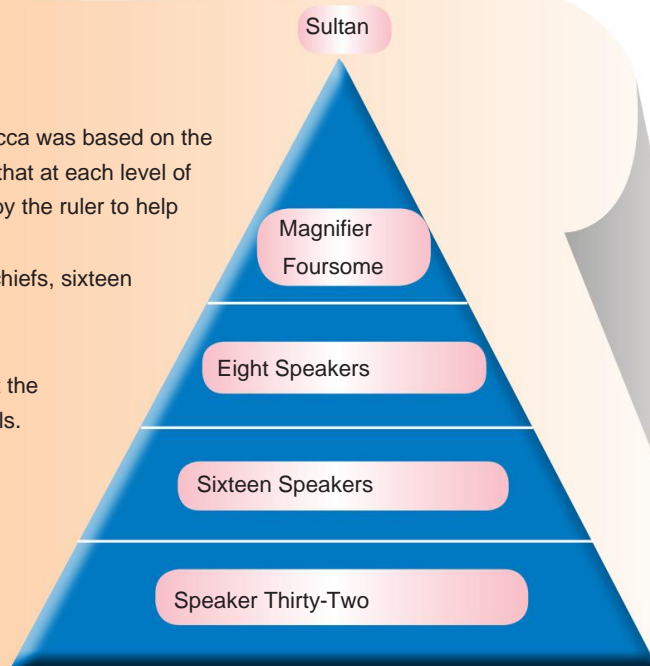 Sultan
cca was based on the
that at each level of
by the ruler to help
chiefs, sixteen
t the
ls.
Magnifier
Foursome
Eight Speakers
Sixteen Speakers
Speaker Thirty-Two